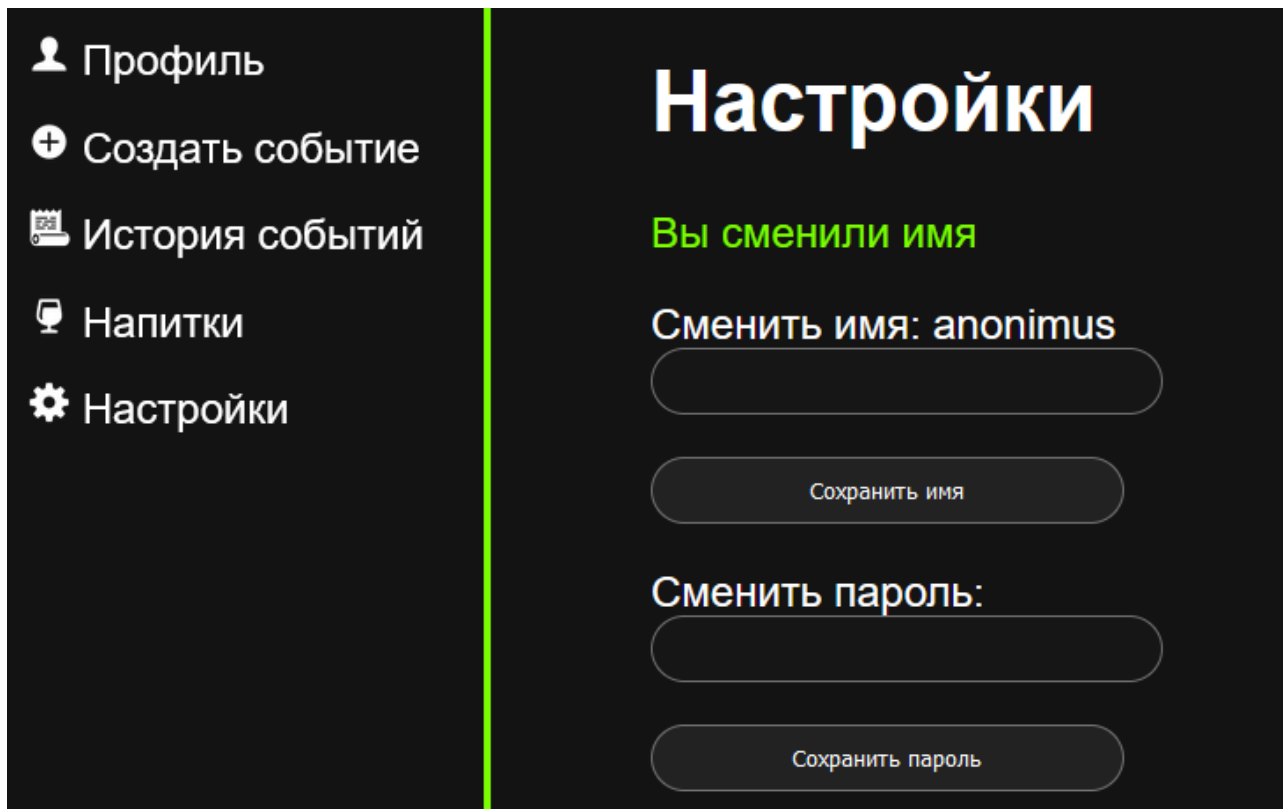 Профиль
Создать событие
История событий
Напитки
Настройки
Настройки
Вы сменили имя
Сменить имя: anonimus
Сохранить имя
Сменить пароль:
Сохранить пароль